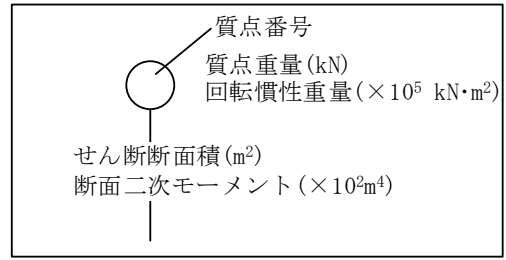 質点番号
質点重量(kN)
回転慣性重量(×10⁵ kN･m²)
せん断断面積(m²)
断面二次モーメント(×10²m⁴)